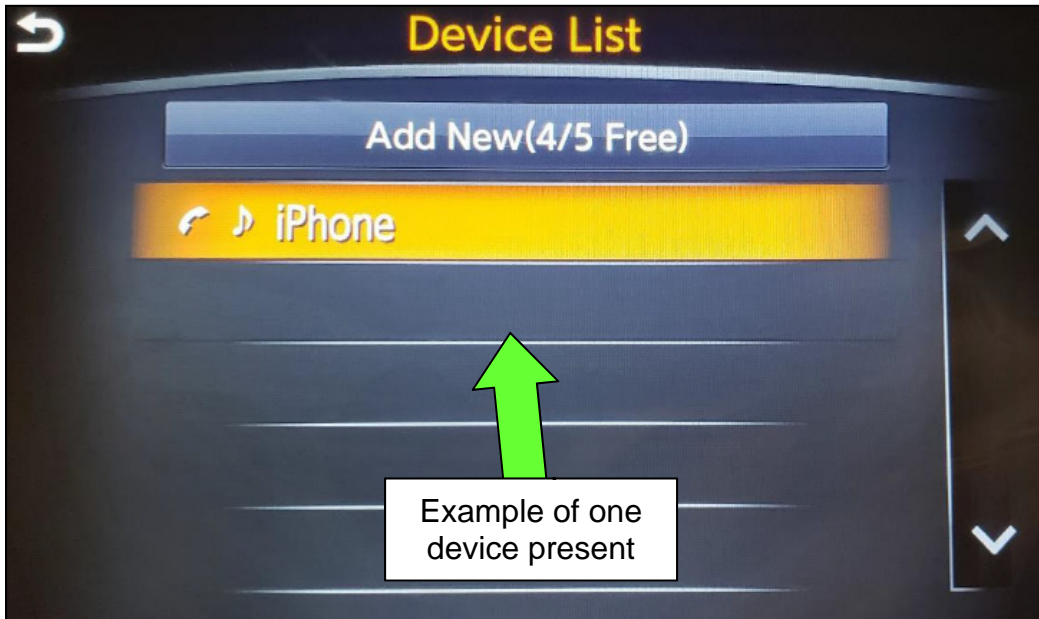 Device List
Add New(4/5 Free)
iPhone
Example of one
device present